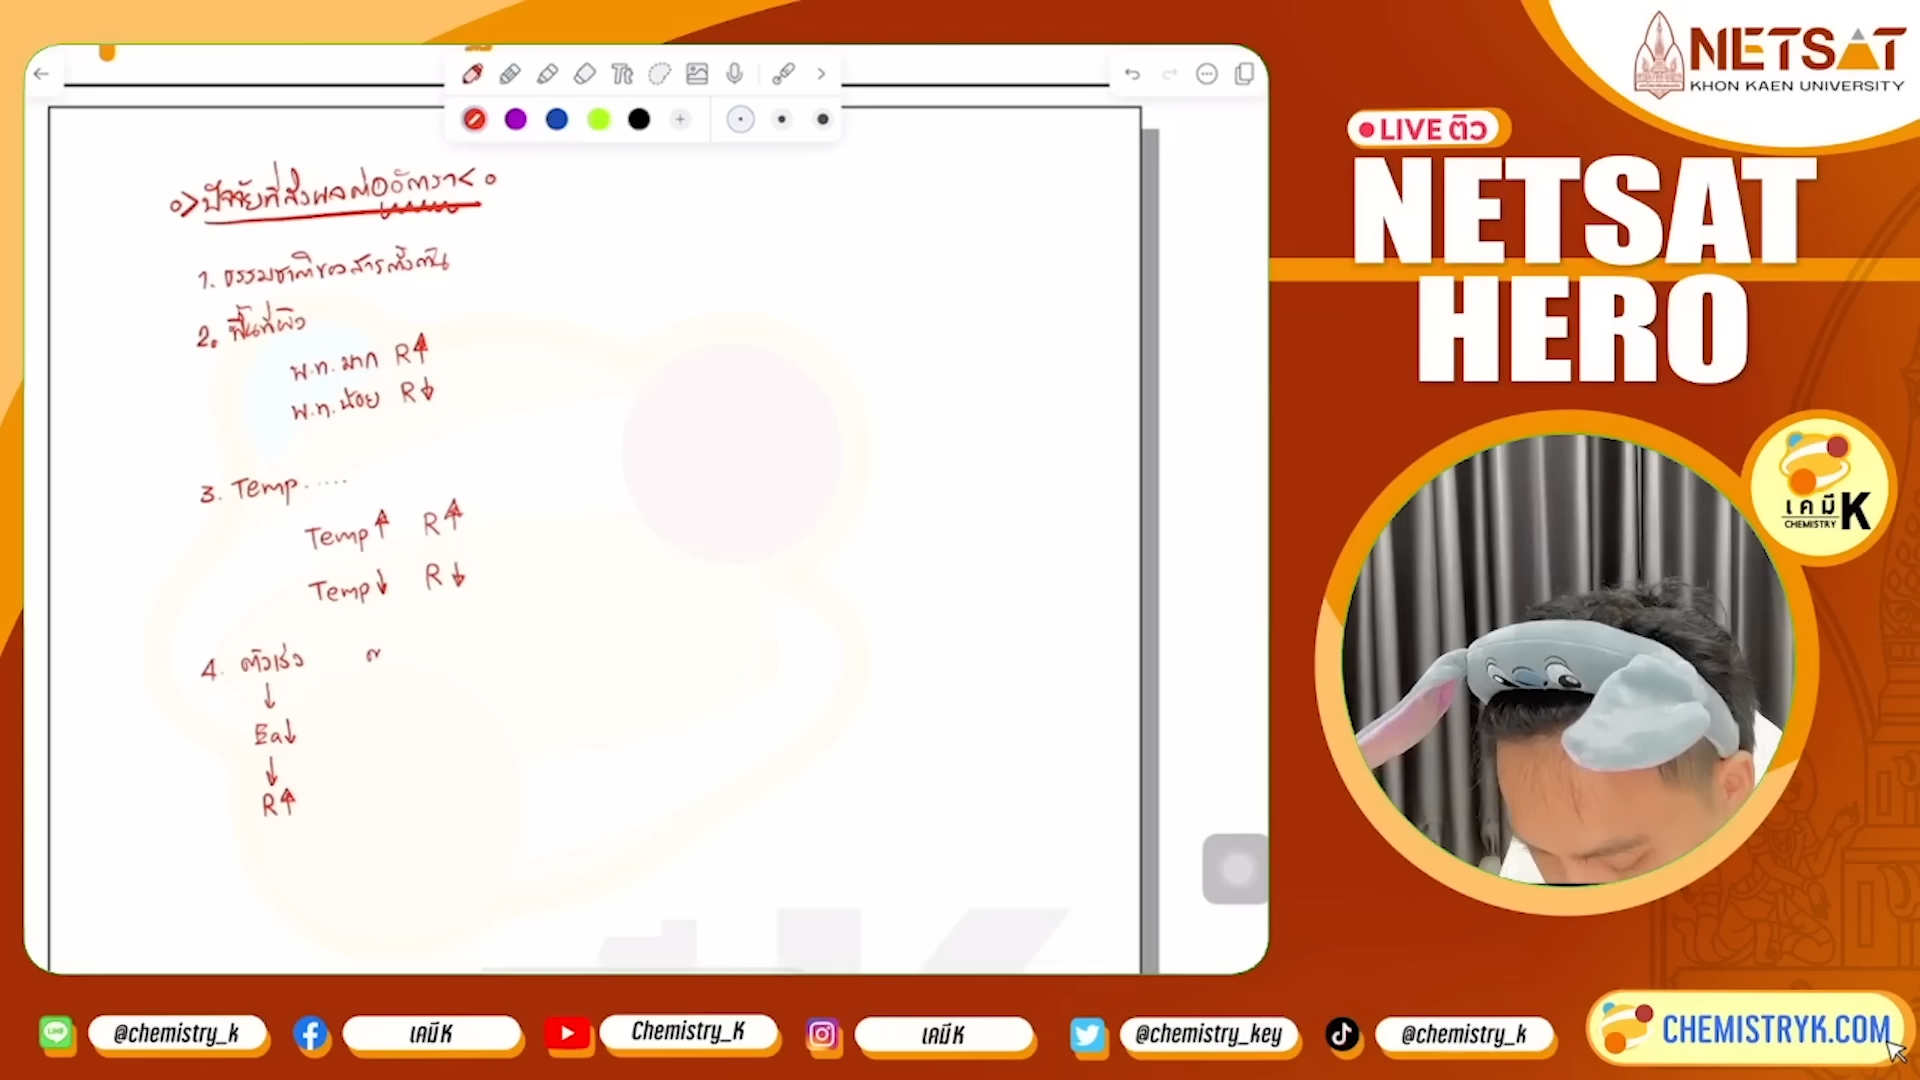 NETSAT
KHON KAEN UNIVERSITY
LIVE ติว
NETSAT
HERO
เคมี K
CHEMISTRY
ปัจจัยที่ส่งผลต่ออัตรา
1. ธรรมชาติของสารตั้งต้น
2. พื้นที่ผิว
พ.ท. มาก R↑
พ.ท. น้อย R↓
3. Temp.....
Temp↑ R↑
Temp↓ R↓
4. ตัวเร่ง
↓
Ea↓
↓
R↑
LINE
@chemistry_k
เคมี K
Chemistry_K
เคมี K
@chemistry_key
@chemistry_k
CHEMISTRYK.COM